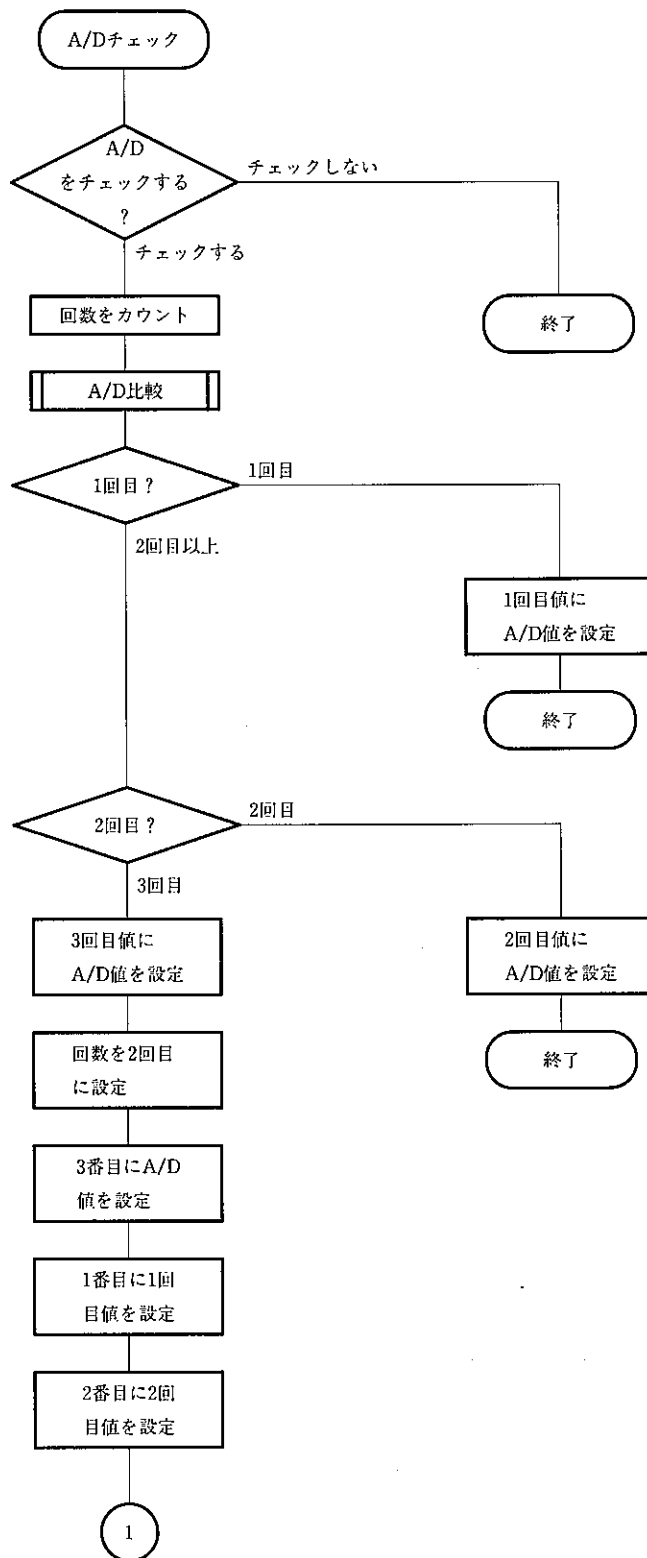 A/Dチェック
A/D
をチェックする
?
チェックしない
チェックする
回数をカウント
終了
A/D比較
1回目?
1回目
2回目以上
1回目値に
A/D値を設定
終了
2回目?
2回目
3回目
3回目値に
A/D値を設定
2回目値に
A/D値を設定
回数を2回目
に設定
終了
3番目にA/D
値を設定
1番目に1回
目値を設定
2番目に2回
目値を設定
1